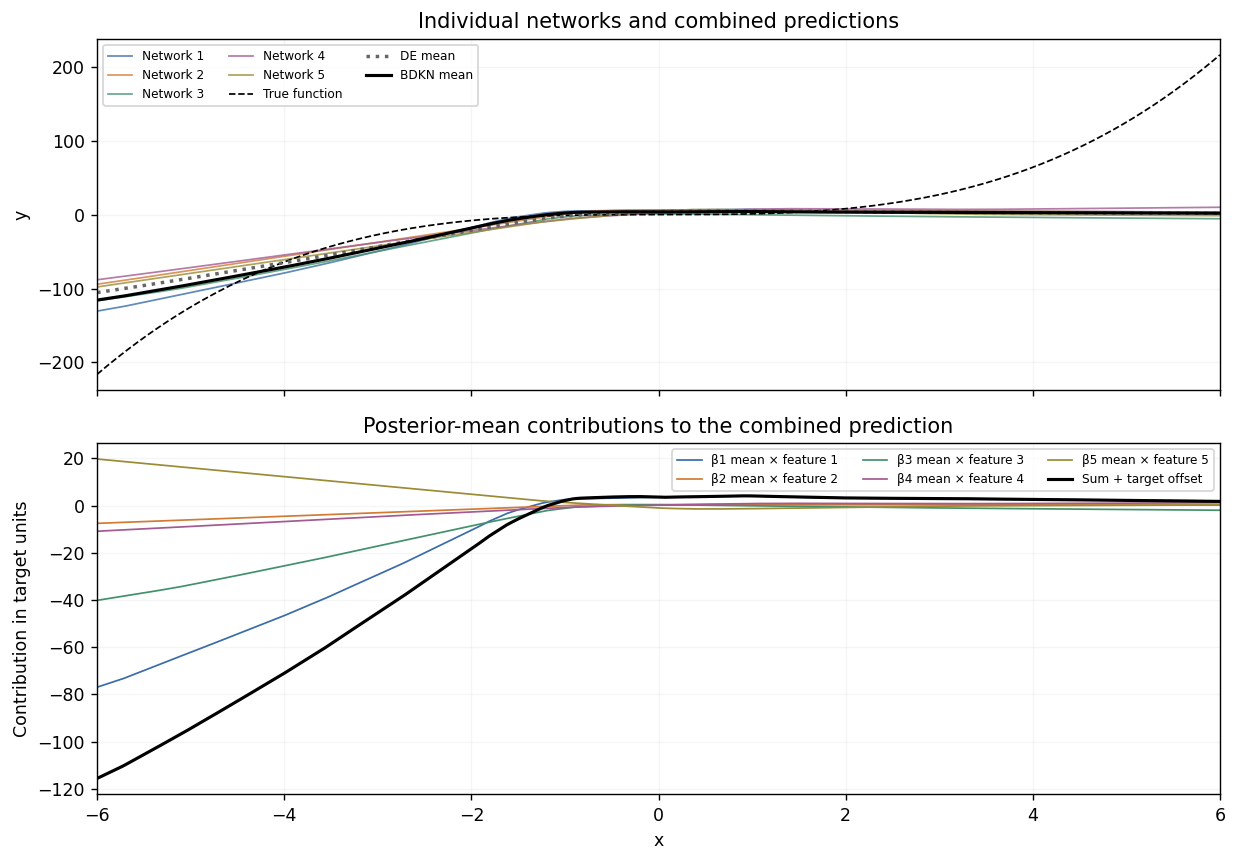 Individual networks and combined predictions
Network 1
Network 2
Network 3
Network 4
Network 5
True function
DE mean
BDKN mean
200
100
0
−100
−200
y
Posterior-mean contributions to the combined prediction
β1 mean × feature 1
β2 mean × feature 2
β3 mean × feature 3
β4 mean × feature 4
β5 mean × feature 5
Sum + target offset
20
0
−20
−40
−60
−80
−100
−120
Contribution in target units
−6
−4
−2
0
2
4
6
x